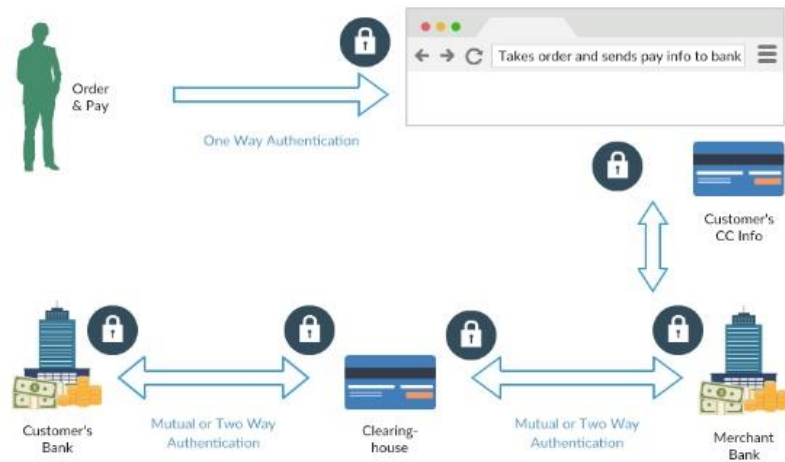 Order
& Pay
Takes order and sends pay info to bank
One Way Authentication
Customer's
CC Info
Customer's
Bank
Mutual or Two Way
Authentication
Clearing-
house
Mutual or Two Way
Authentication
Merchant
Bank